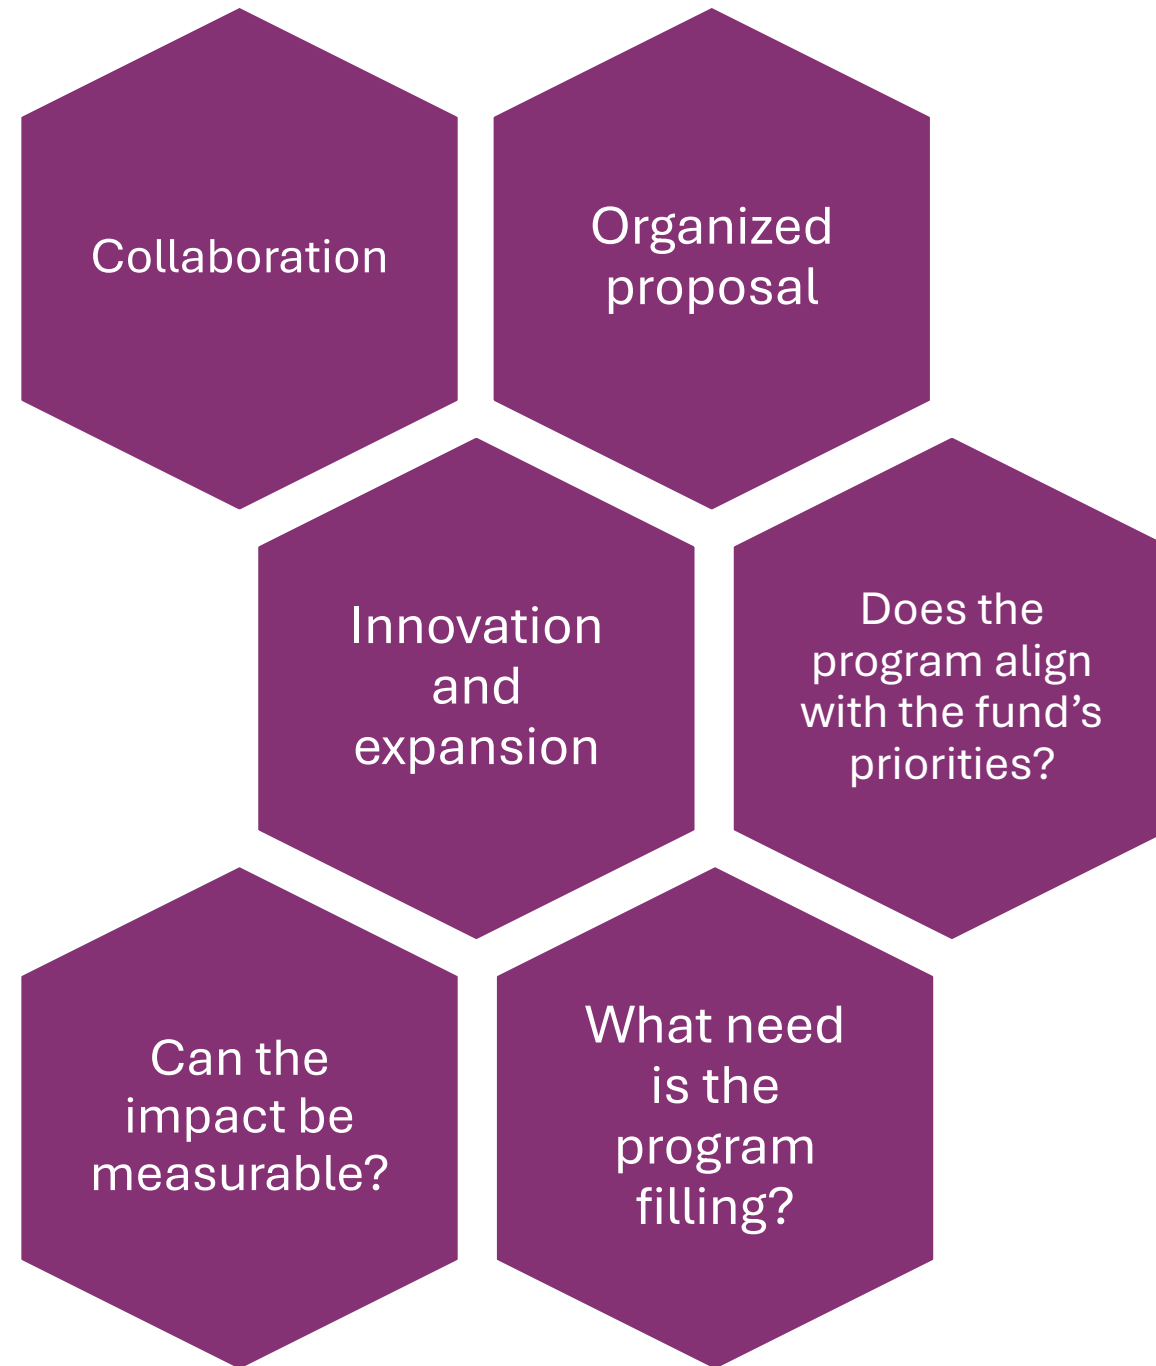 Collaboration
Organized
proposal
Innovation
and
expansion
Does the
program align
with the fund’s
priorities?
Can the
impact be
measurable?
What need
is the
program
filling?